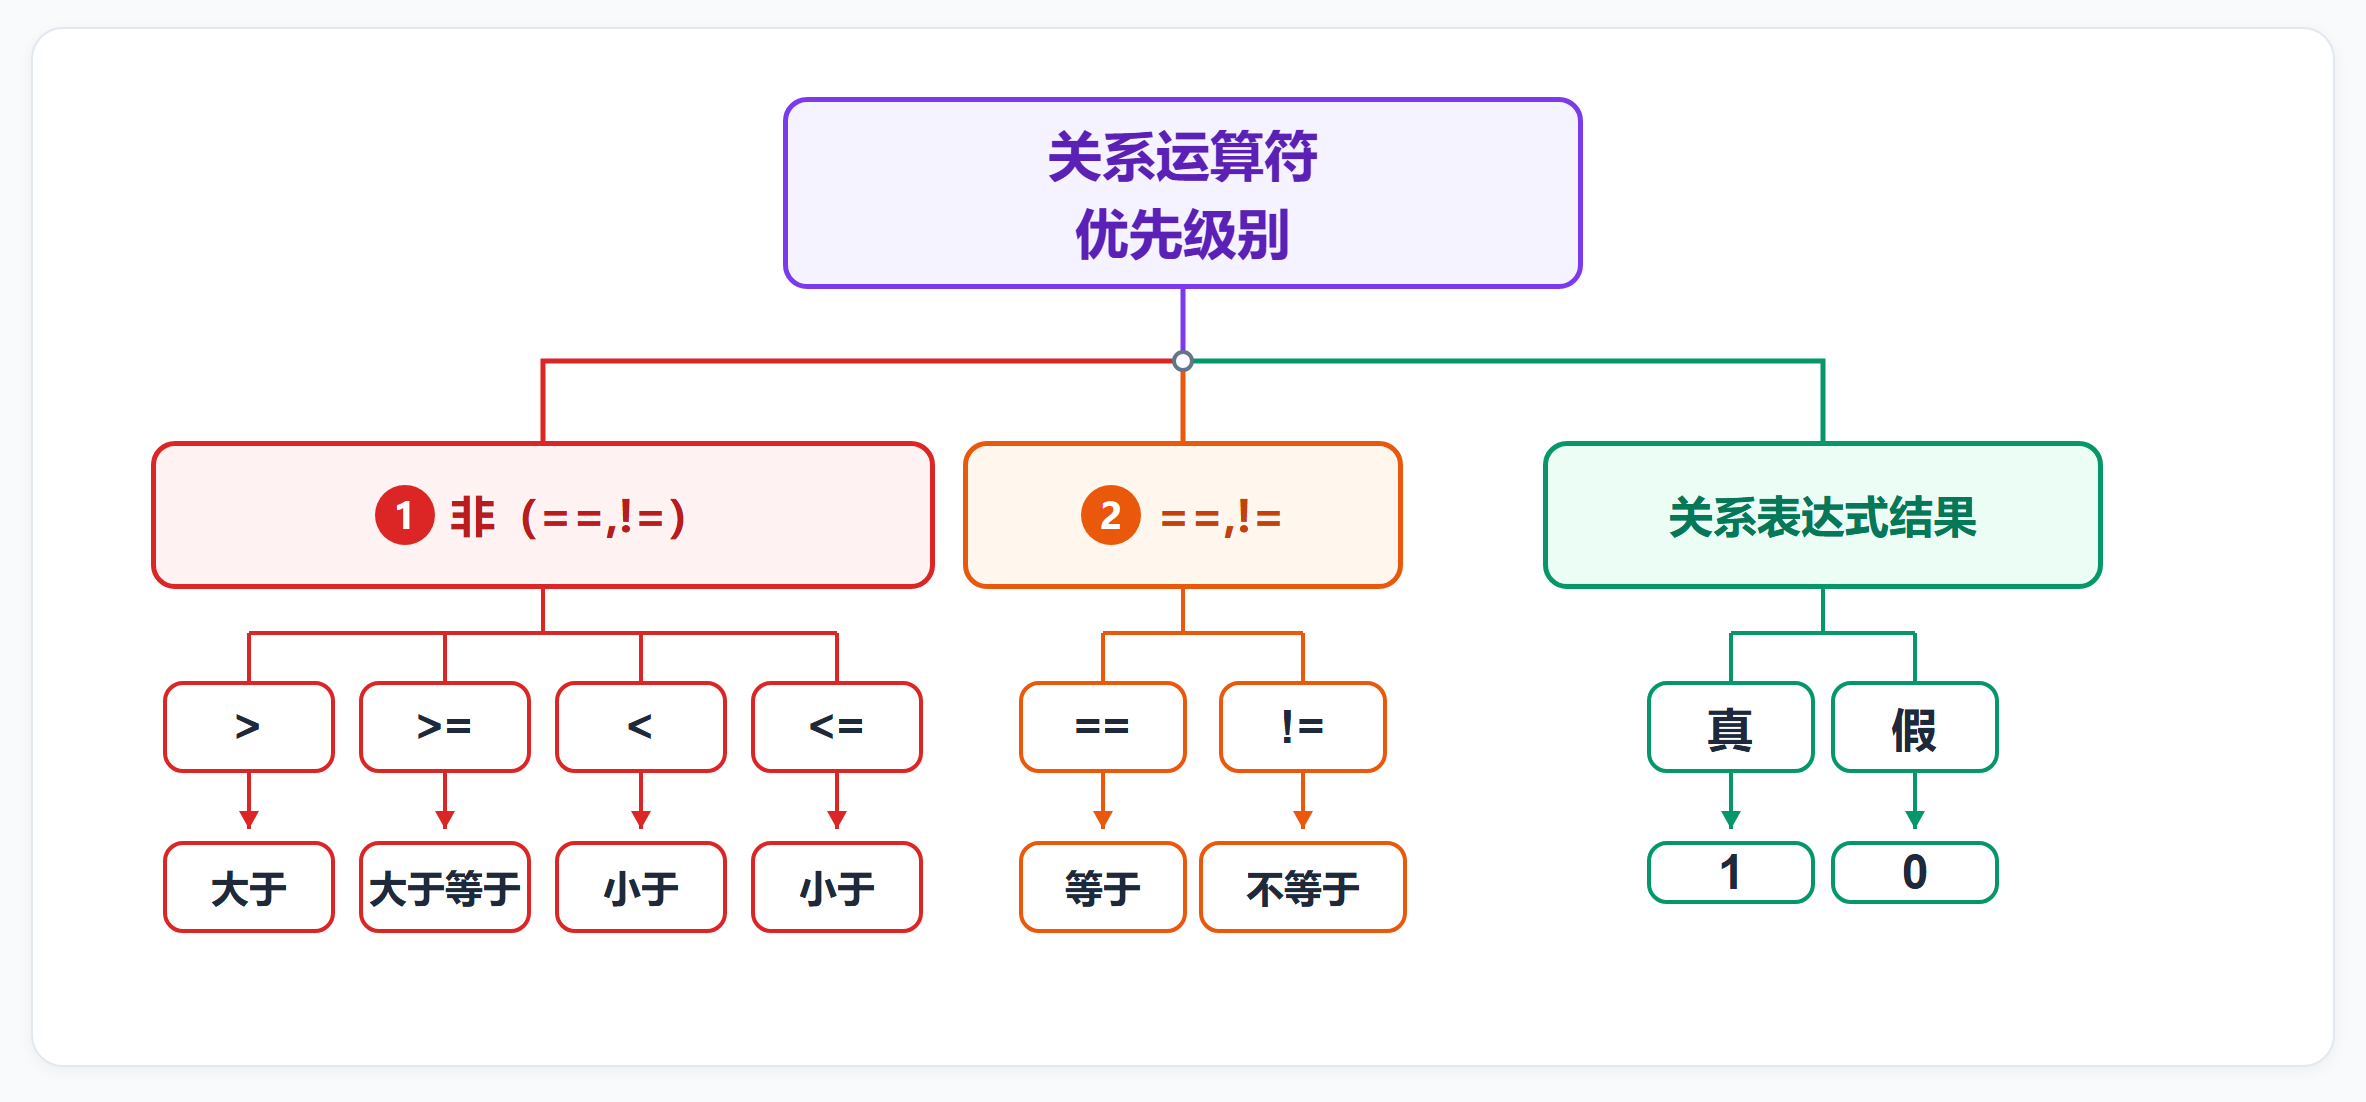 关系运算符
优先级别
1 非（==,!=）
2 ==,!=
关系表达式结果
> >= < <=
== !=
真 假
大于 大于等于 小于 小于
等于 不等于
1 0